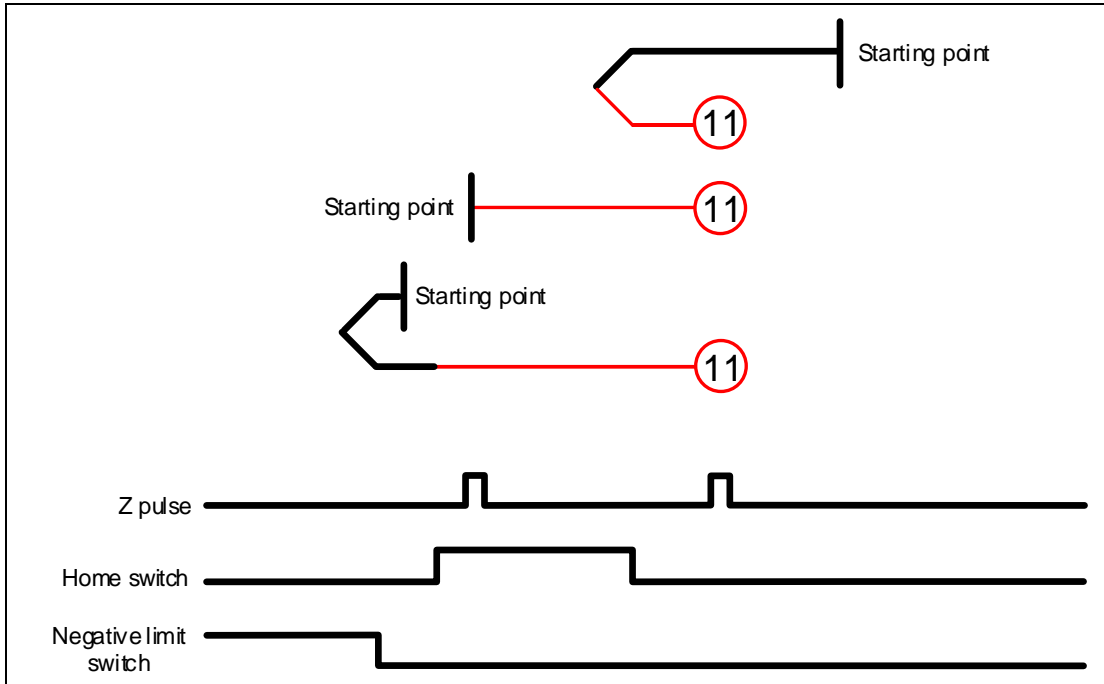 Starting point
11
Starting point
11
Starting point
11
Z pulse
Home switch
Negative limit
switch